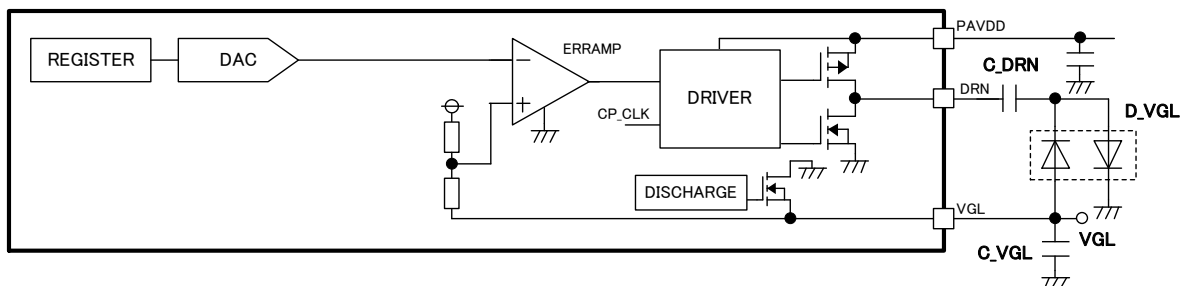 PAVDD
ERRAMP
REGISTER
DAC
C_DRN
DRN
DRIVER
CP_CLK
D_VGL
DISCHARGE
VGL
VGL
C_VGL